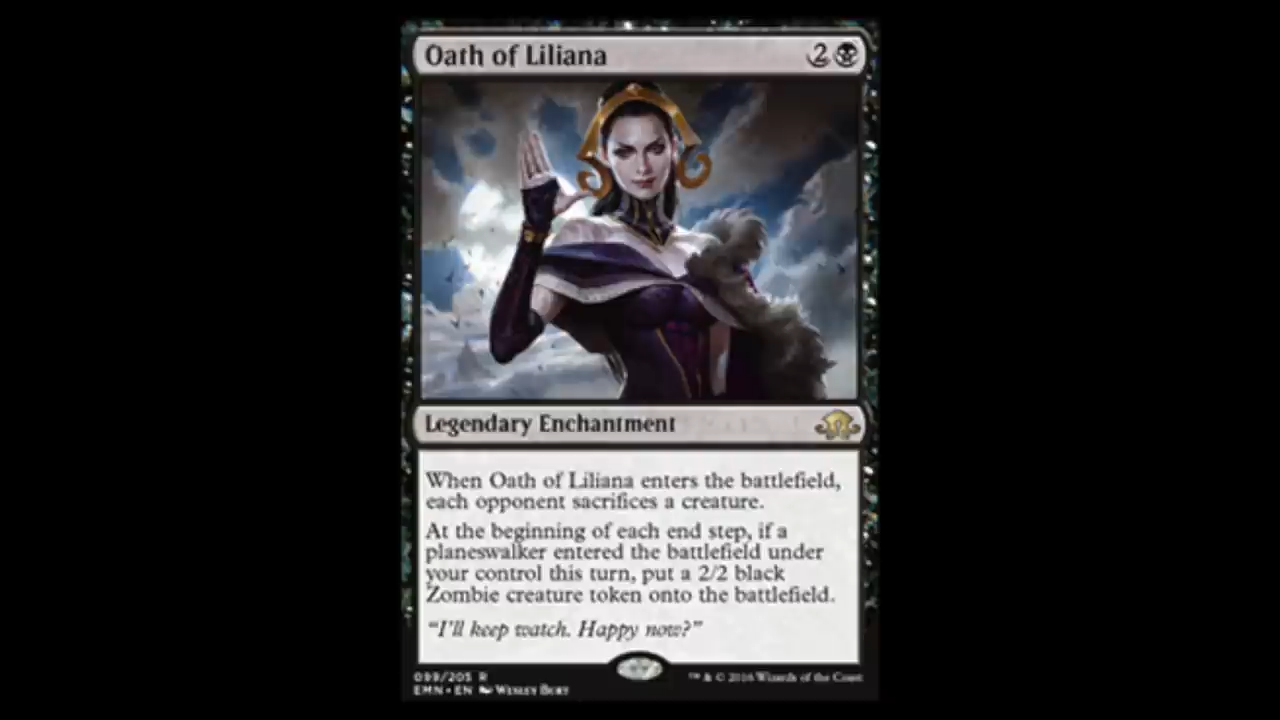 Oath of Liliana 2
Legendary Enchantment
When Oath of Liliana enters the battlefield,
each opponent sacrifices a creature.
At the beginning of each end step, if a
planeswalker entered the battlefield under
your control this turn, put a 2/2 black
Zombie creature token onto the battlefield.
“I’ll keep watch. Happy now?”
099/205 R
EMN • EN Wesley Burt
™ & © 2016 Wizards of the Coast